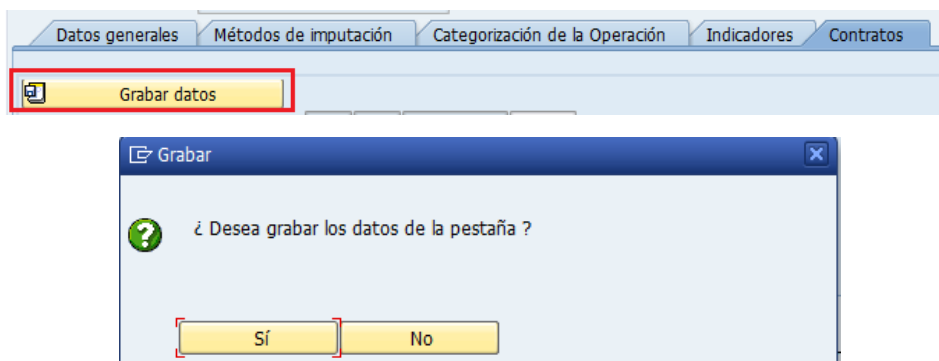 Datos generales Métodos de imputación Categorización de la Operación Indicadores Contratos
Grabar datos
Grabar
¿ Desea grabar los datos de la pestaña ?
Sí No